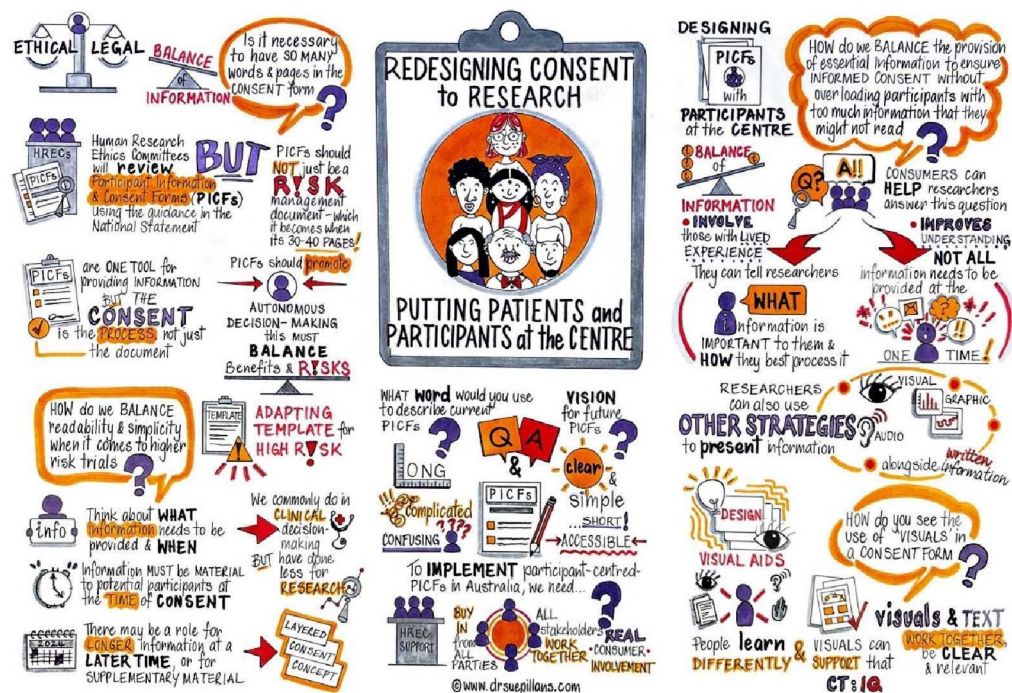 ETHICAL LEGAL
BALANCE
of
INFORMATION
Is it necessary
to have SO MANY
words & pages in the
CONSENT form
?
HRECs
PICFs
Human Research
Ethics Committees
will review
Participant Information
& Consent Forms (PICFs)
using the guidance in the
National Statement
BUT
PICFs should
NOT just be a
R!SK
management
document - which
it becomes when
its 30-40 PAGES!
PICFs
are ONE TOOL for
providing INFORMATION
BUT THE
CONSENT
is the PROCESS, not just
the document
PICFs should promote
AUTONOMOUS
DECISION-MAKING
this MUST
BALANCE
Benefits & R!SKS
HOW do we BALANCE
readability & simplicity
when it comes to higher
risk trials
?
TEMPLATE
ADAPTING
TEMPLATE for
HIGH R!SK
info
Think about WHAT
Information needs to be
provided & WHEN
We commonly do in
CLINICAL
decision-
making
BUT have done
less for
RESEARCH
Information MUST BE MATERIAL
to potential participants at
the TIME of CONSENT
2024
There may be a role for
LONGER information at a
LATER TIME, or for
SUPPLEMENTARY MATERIAL
LAYERED
CONSENT
CONCEPT
REDESIGNING CONSENT
to RESEARCH
PUTTING PATIENTS and
PARTICIPANTS at the CENTRE
WHAT Word would you use
to describe current
PICFs
?
LONG
complicated
CONFUSING
????
Q
&
A
PICFs
VISION
for future
PICFs
?
clear
&
simple
...SHORT!
ACCESSIBLE
To IMPLEMENT participant-centred-
PICFs in Australia, we need...
HREC
SUPPORT
BUY
IN
from
ALL
PARTIES
ALL
stakeholders
WORK
TOGETHER
?
REAL
CONSUMER
INVOLVEMENT
©www.drsuepillans.com
DESIGNING
PICFs
with
PARTICIPANTS
at the CENTRE
HOW do we BALANCE the provision
of essential Information to ensure
INFORMED CONSENT without
over loading participants with
too much information that they
might not read
?
BALANCE
of
INFORMATION
Q?
A!!
CONSUMERS can
HELP researchers
answer this question
• INVOLVE
those with LIVED
EXPERIENCE
• IMPROVES
UNDERSTANDING
They can tell researchers
i
WHAT
Information is
IMPORTANT to them &
HOW they best process it
NOT ALL
information needs to be
provided at the
ONE TIME!
RESEARCHERS
can also use
OTHER STRATEGIES
to present information
VISUAL
GRAPHIC
AUDIO
alongside written
information
DESIGN
VISUAL AIDS
People learn
DIFFERENTLY
&
VISUALS can
SUPPORT that
HOW do you see the
use of 'VISUALS' in
a CONSENT FORM
?
visuals & TEXT
WORK TOGETHER,
be CLEAR
& relevant
CT:IQ